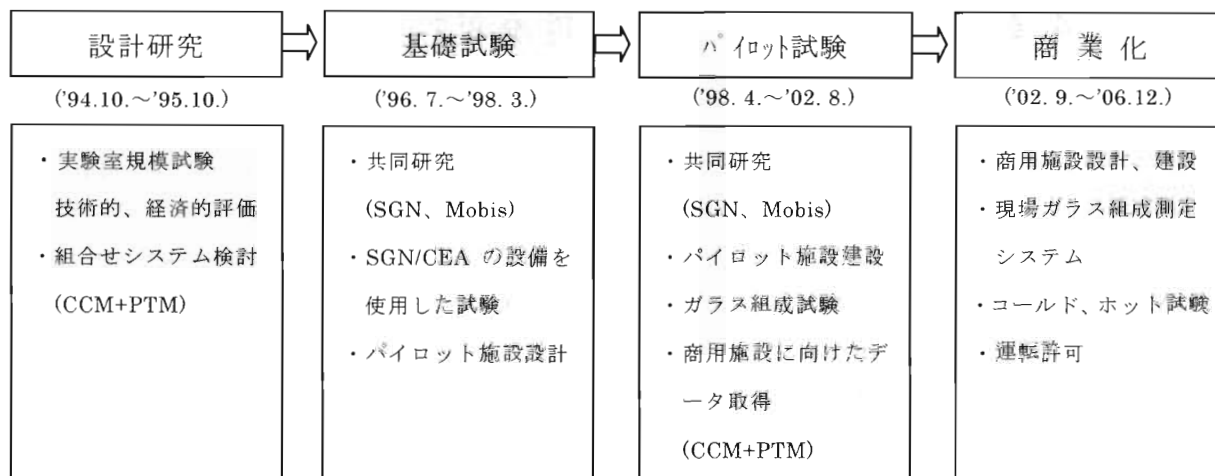 設計研究
('94.10.～'95.10.)
・実験室規模試験
技術的、経済的評価
・組合せシステム検討
(CCM+PTM)
基礎試験
('96. 7.～'98. 3.)
・共同研究
(SGN、Mobis)
・SGN/CEA の設備を
使用した試験
・パイロット施設設計
パイロット試験
('98. 4.～'02. 8.)
・共同研究
(SGN、Mobis)
・パイロット施設建設
・ガラス組成試験
・商用施設に向けたデ
ータ取得
(CCM+PTM)
商 業 化
('02. 9.～'06.12.)
・商用施設設計、建設
・現場ガラス組成測定
システム
・コールド、ホット試験
・運転許可